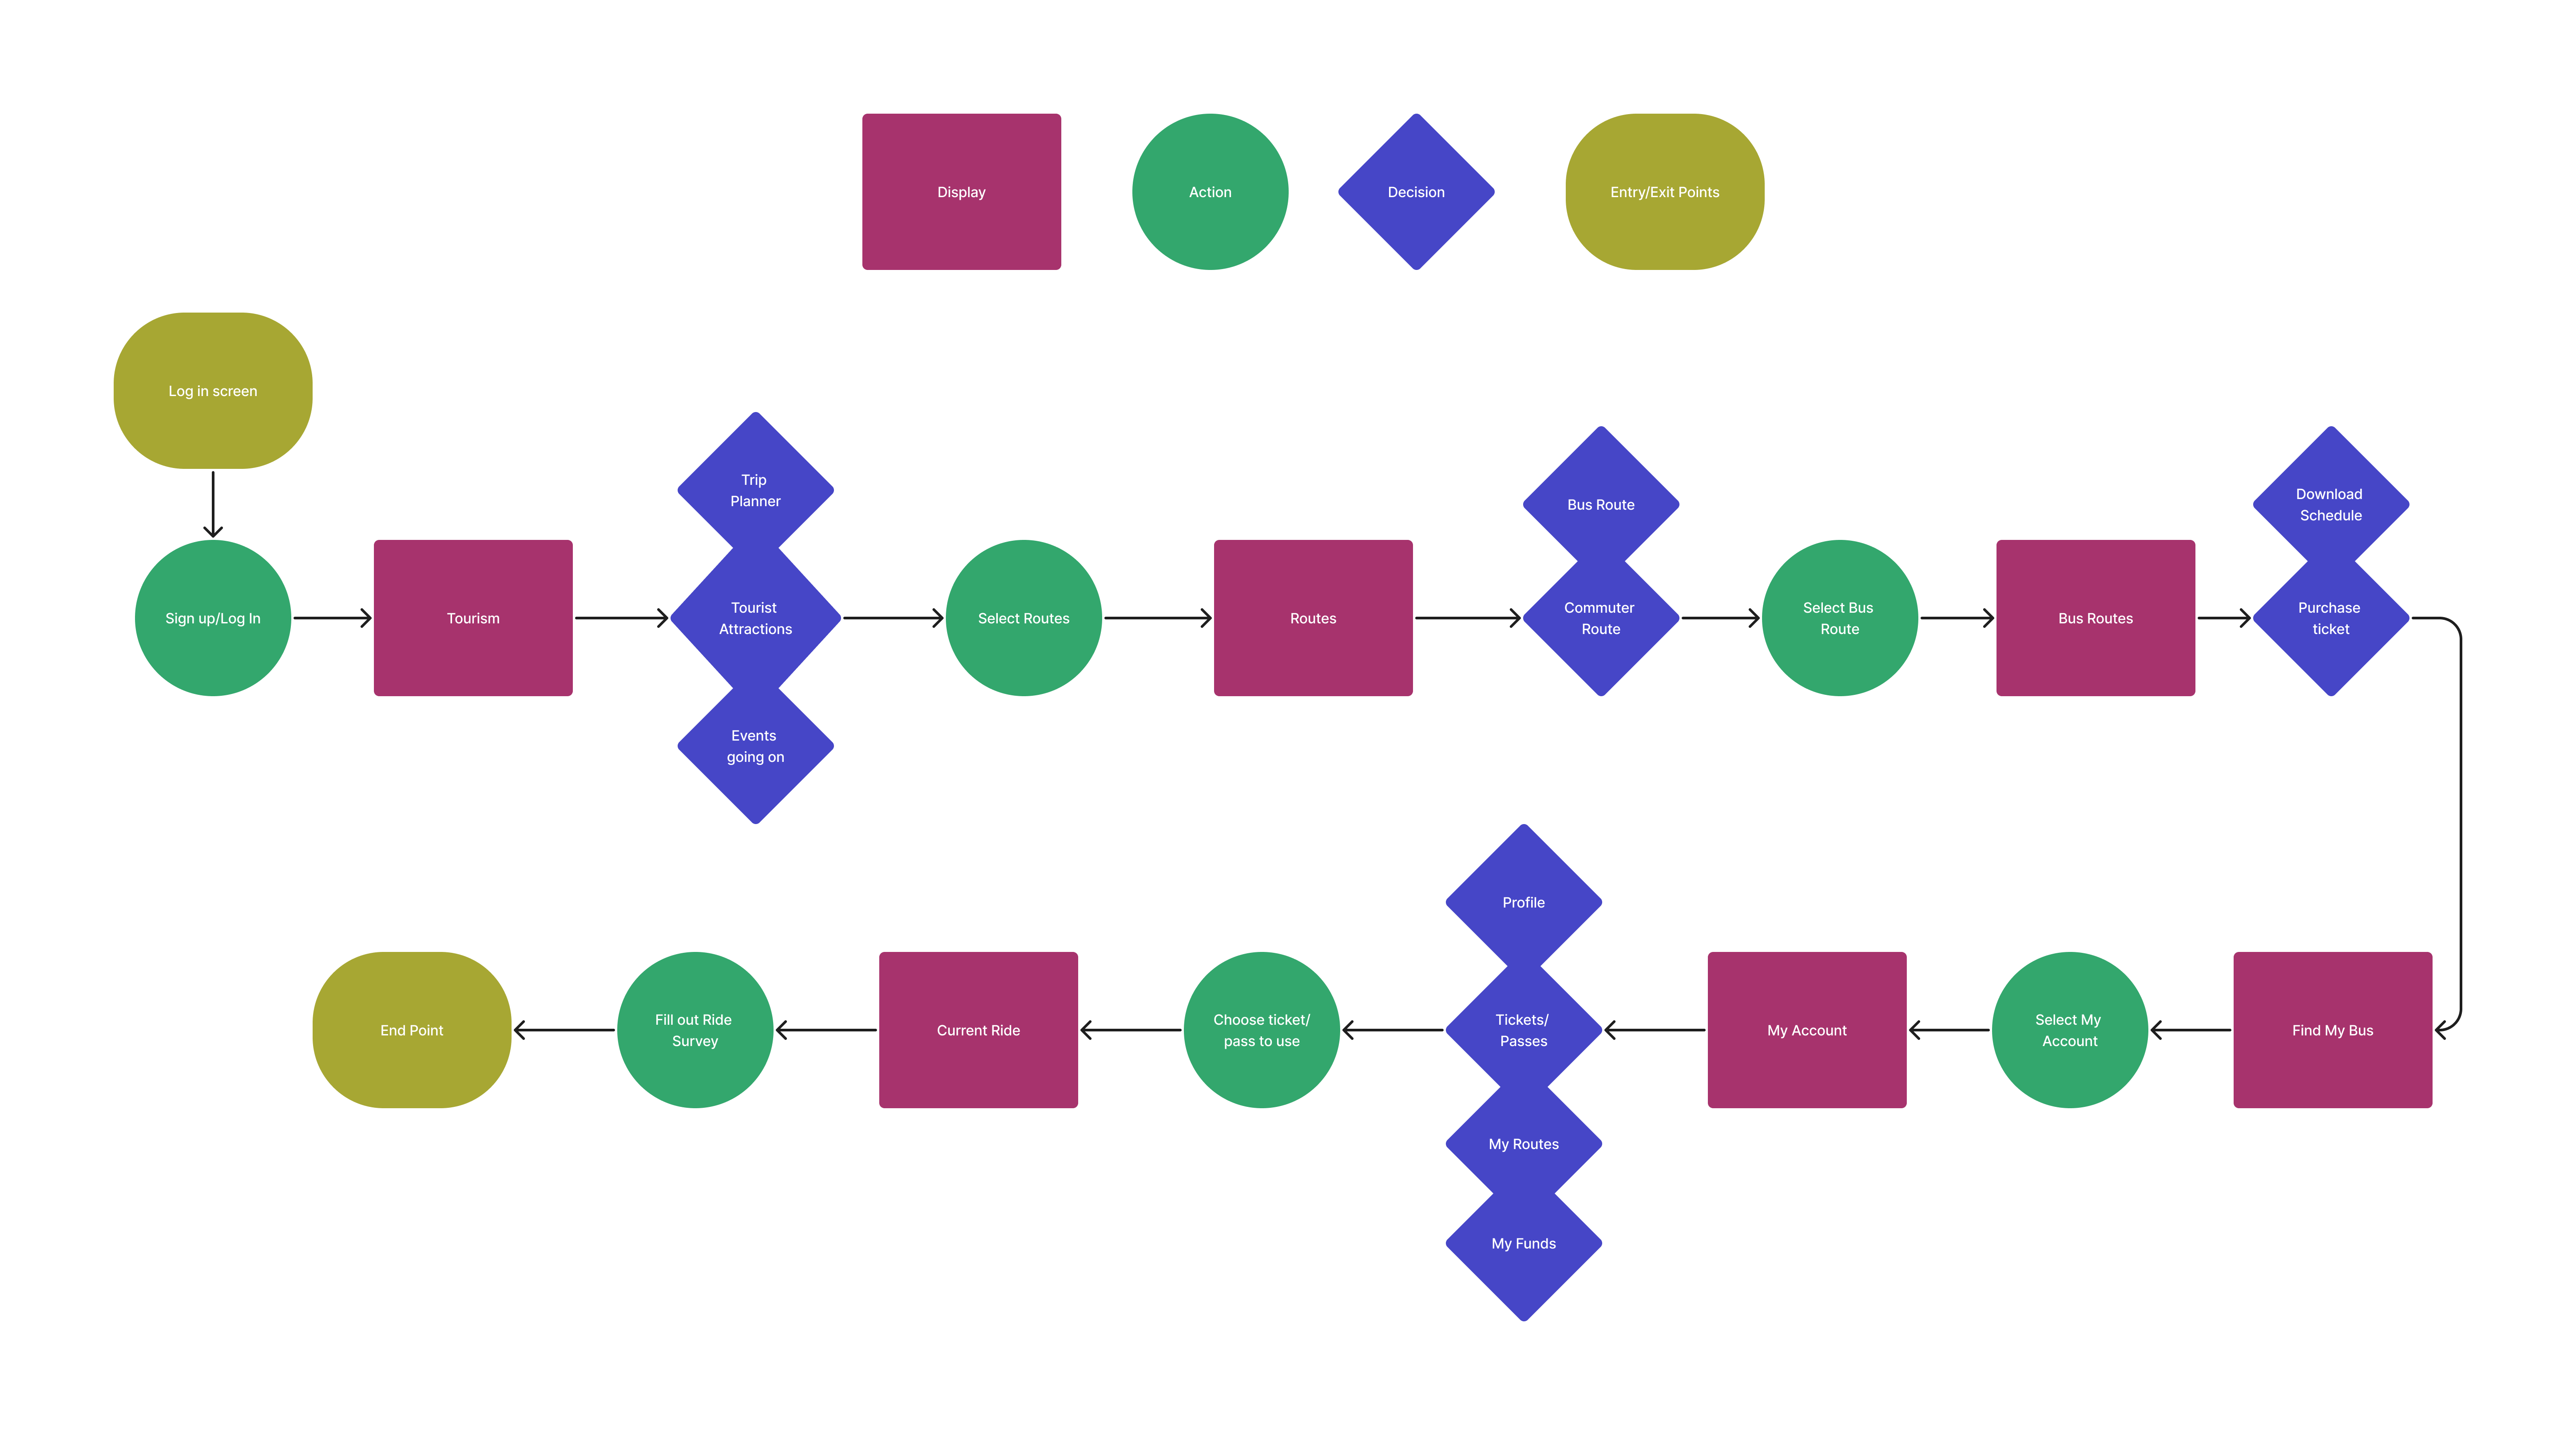 Display
Action
Decision
Entry/Exit Points
Log in screen
Sign up/Log In
Tourism
Trip
Planner
Tourist
Attractions
Events
going on
Select Routes
Routes
Bus Route
Commuter
Route
Select Bus
Route
Bus Routes
Download
Schedule
Purchase
ticket
Find My Bus
Select My
Account
My Account
Profile
Tickets/
Passes
My Routes
My Funds
Choose ticket/
pass to use
Current Ride
Fill out Ride
Survey
End Point